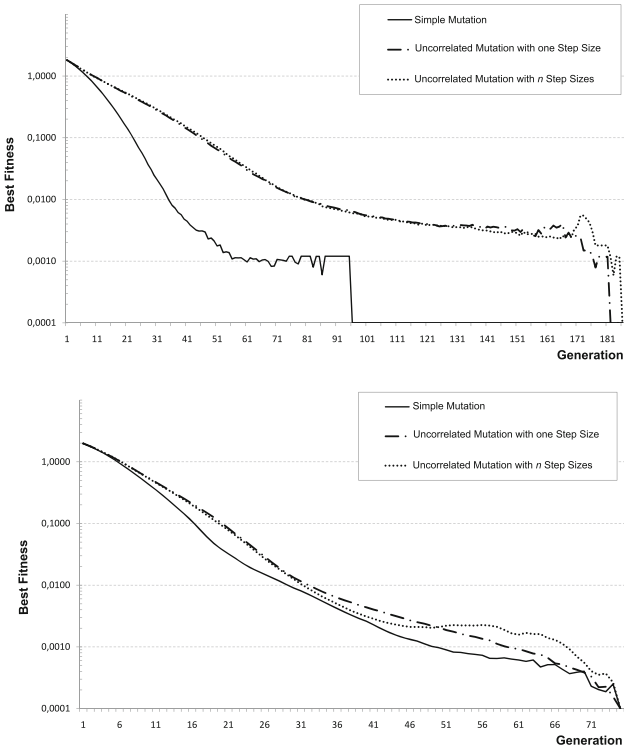 Simple Mutation
Uncorrelated Mutation with one Step Size
Uncorrelated Mutation with n Step Sizes
Best Fitness
1,0000
0,1000
0,0100
0,0010
0,0001
1 11 21 31 41 51 61 71 81 91 101 111 121 131 141 151 161 171 181
Generation
Simple Mutation
Uncorrelated Mutation with one Step Size
Uncorrelated Mutation with n Step Sizes
Best Fitness
1,0000
0,1000
0,0100
0,0010
0,0001
1 6 11 16 21 26 31 36 41 46 51 56 61 66 71
Generation